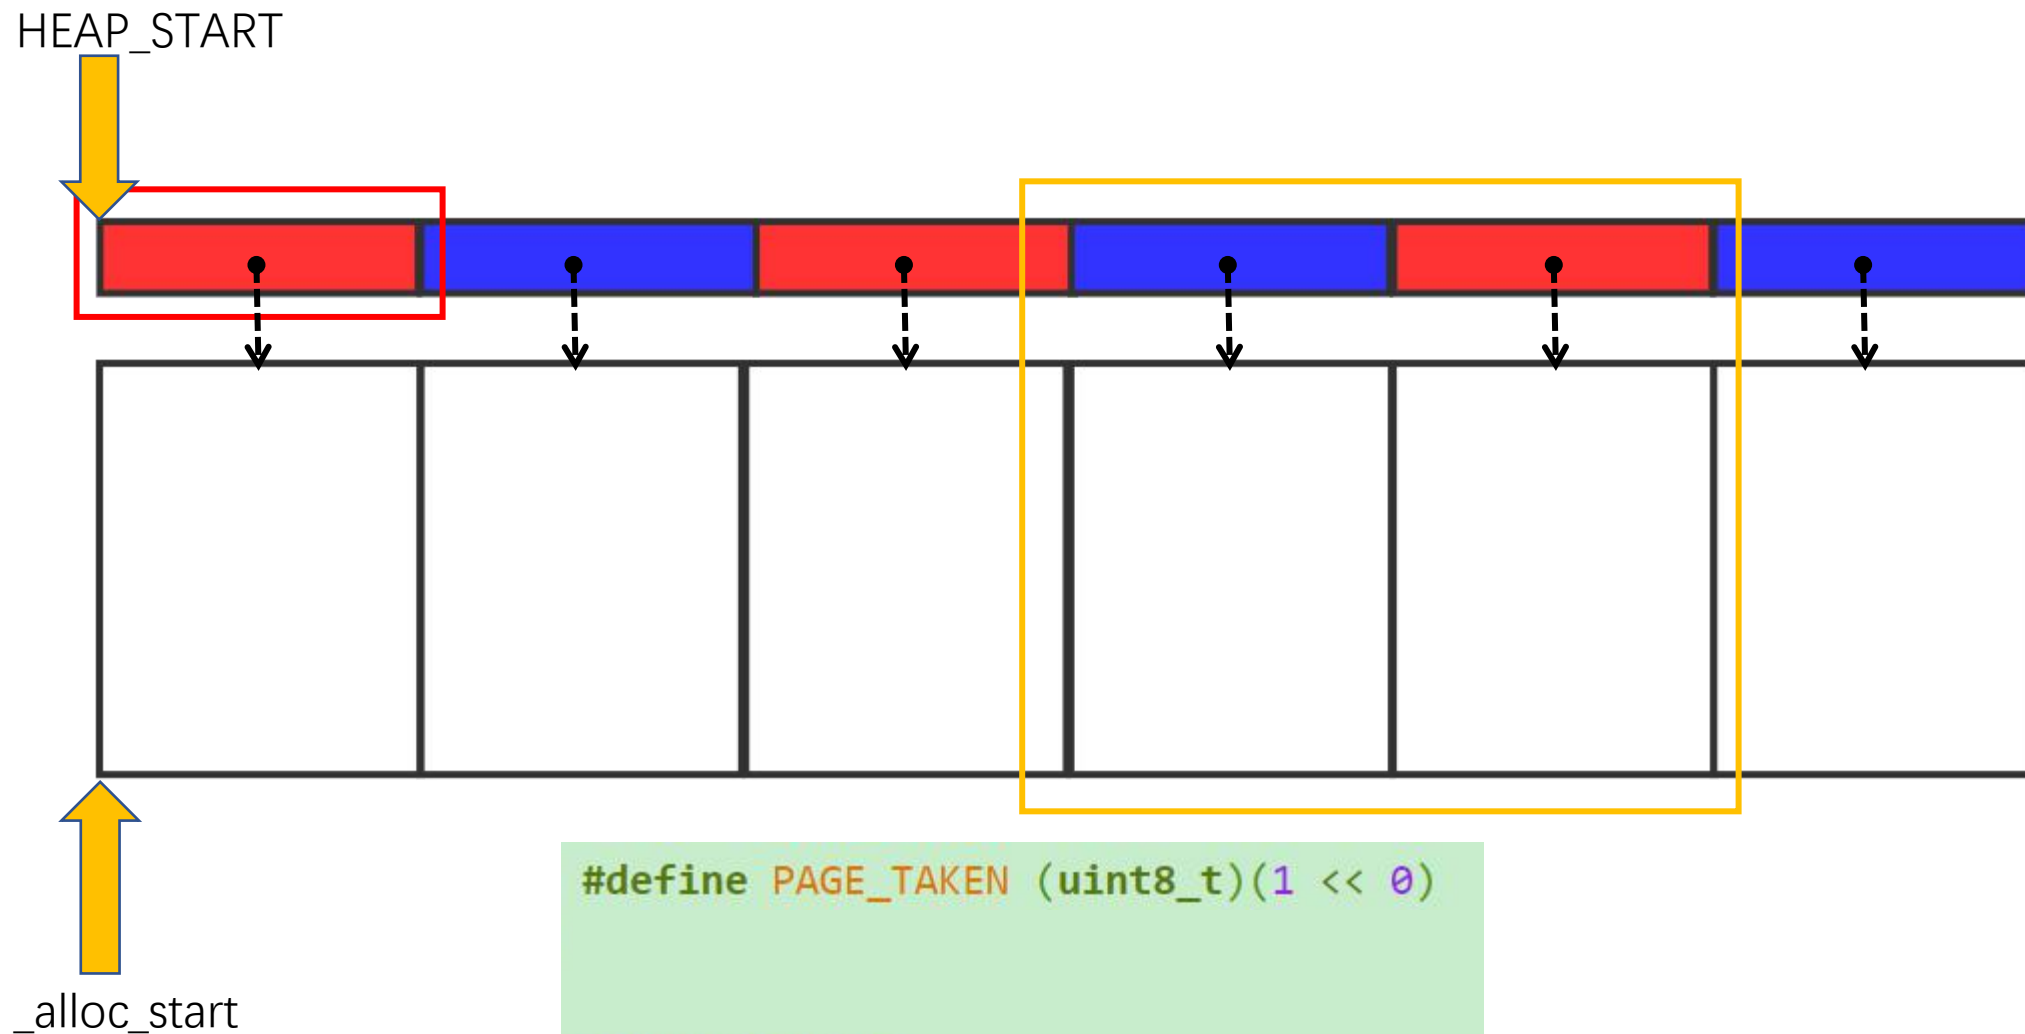 HEAP_START
#define PAGE_TAKEN (uint8_t)(1 << 0)
_alloc_start